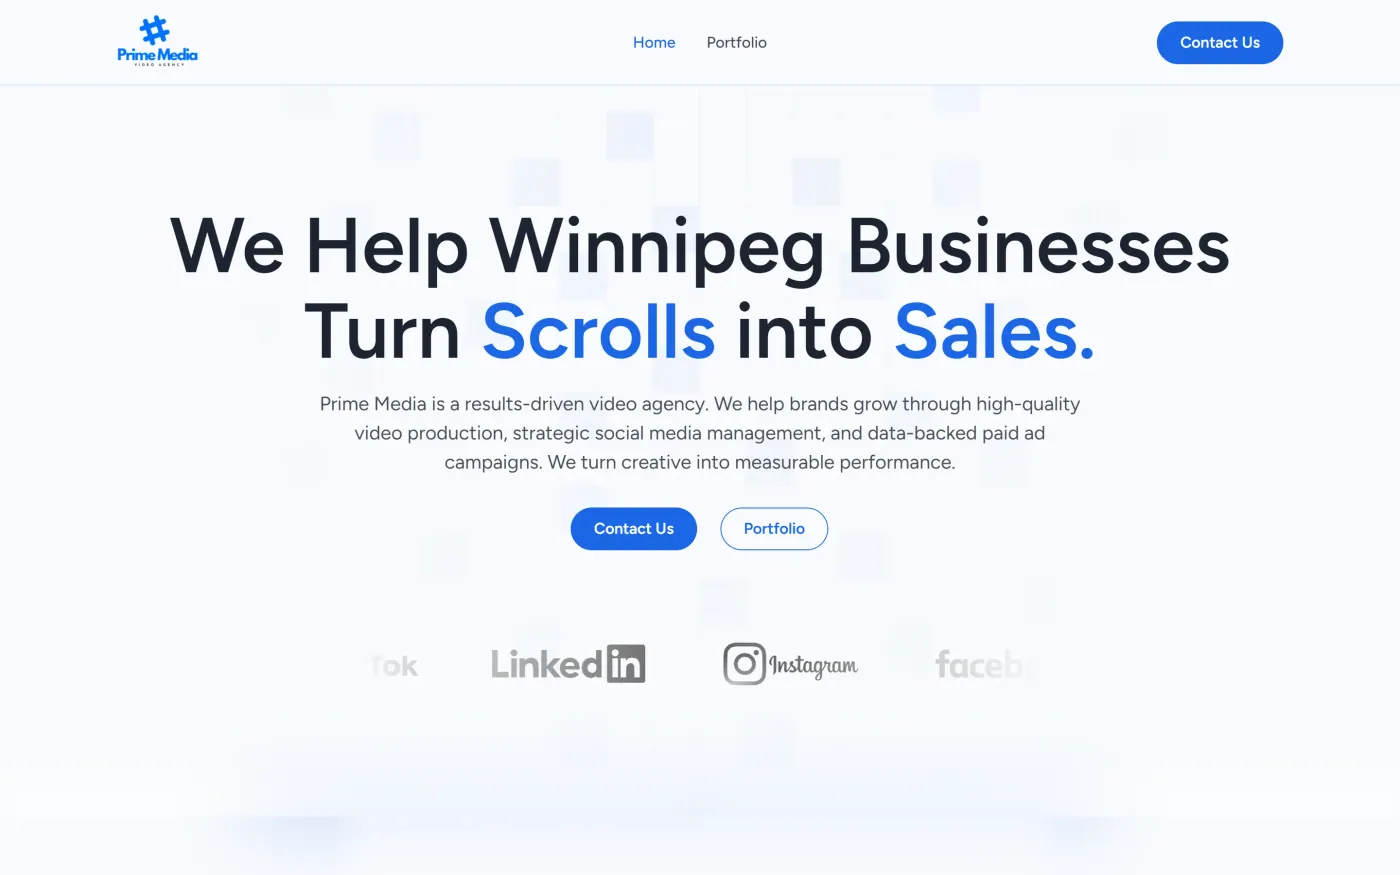 Prime Media
VIDEO AGENCY
Home
Portfolio
Contact Us
We Help Winnipeg Businesses
Turn Scrolls into Sales.
Prime Media is a results-driven video agency. We help brands grow through high-quality
video production, strategic social media management, and data-backed paid ad
campaigns. We turn creative into measurable performance.
Contact Us
Portfolio
Tok
Linkedin
Instagram
faceb